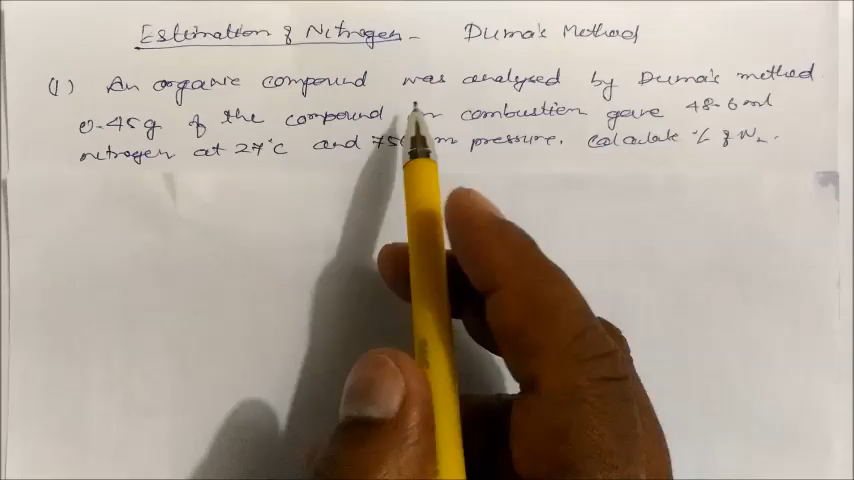 Estimation of Nitrogen - Duma's Method
(1) An organic compound was analysed by Duma's method
0.45g of the compound on combustion gave 48.6 ml
nitrogen at 27°C and pressure. Calculate % of N₂.